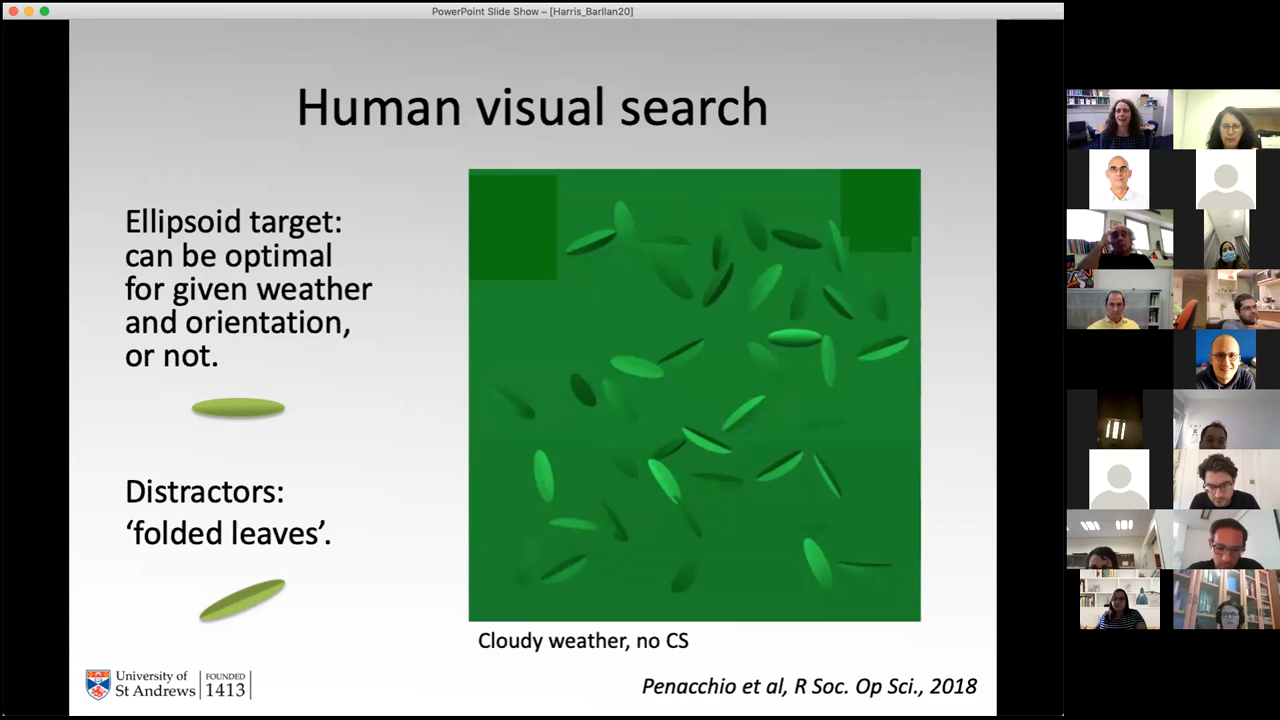 PowerPoint Slide Show – [Harris_BarIlan20]
Human visual search
Ellipsoid target:
can be optimal
for given weather
and orientation,
or not.
Distractors:
‘folded leaves’.
Cloudy weather, no CS
University of
St Andrews
FOUNDED
1413
Penacchio et al, R Soc. Op Sci., 2018